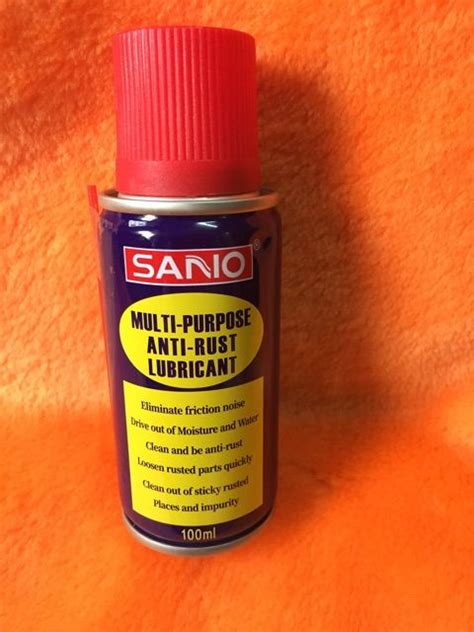 SANO®
MULTI-PURPOSE
ANTI-RUST
LUBRICANT
Eliminate friction noise
Drive out of Moisture and Water
Clean and be anti-rust
Loosen rusted parts quickly
Clean out of sticky rusted
Places and impurity
100ml